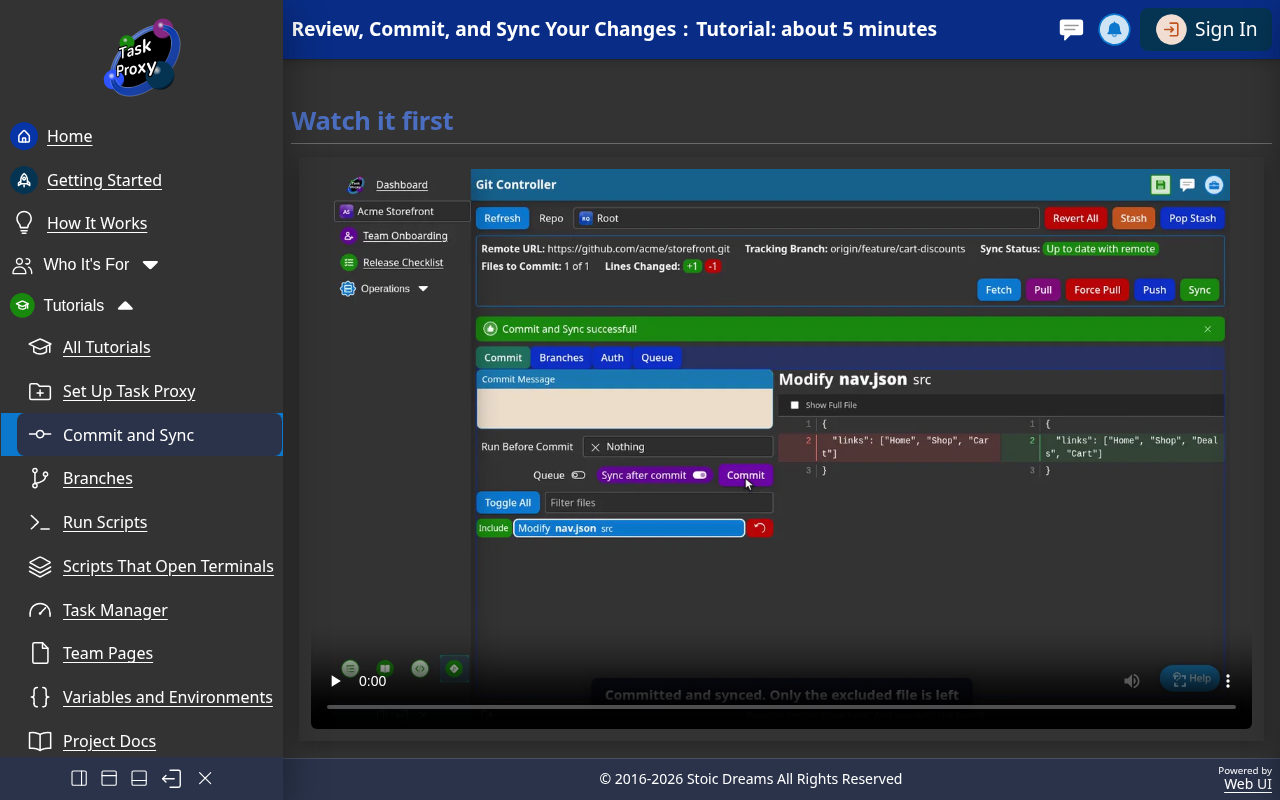 Task
Proxy
Review, Commit, and Sync Your Changes : Tutorial: about 5 minutes
Sign In
Home
Getting Started
How It Works
Who It's For
Tutorials
All Tutorials
Set Up Task Proxy
Commit and Sync
Branches
Run Scripts
Scripts That Open Terminals
Task Manager
Team Pages
Variables and Environments
Project Docs
Watch it first
Dashboard
Acme Storefront
Team Onboarding
Release Checklist
Operations
Git Controller
Refresh Repo Root Revert All Stash Pop Stash
Remote URL: https://github.com/acme/storefront.git Tracking Branch: origin/feature/cart-discounts Sync Status: Up to date with remote
Files to Commit: 1 of 1 Lines Changed: +1 -1
Fetch Pull Force Pull Push Sync
Commit and Sync successful!
Commit Branches Auth Queue
Commit Message
Run Before Commit Nothing
Queue Sync after commit Commit
Toggle All Filter files
Include Modify nav.json src
Modify nav.json src
Show Full File
1 { 1 {
2 "links": ["Home", "Shop", "Car 2 "links": ["Home", "Shop", "Deal
t"] s", "Cart"]
3 } 3 }
Committed and synced. Only the excluded file is left
Help
0:00
© 2016-2026 Stoic Dreams All Rights Reserved
Powered by
Web UI